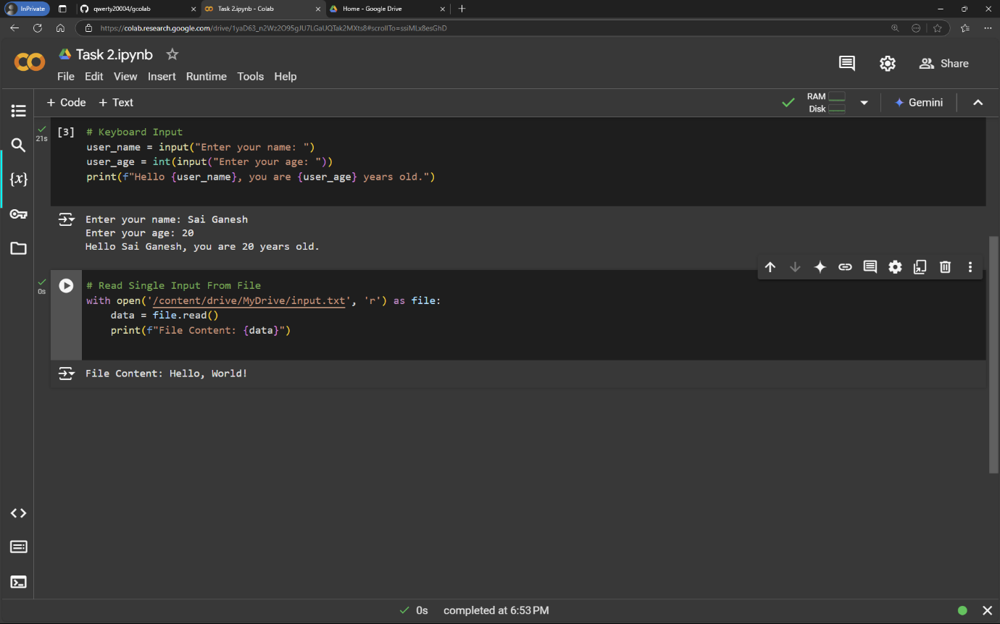 InPrivate
qwerty20004/gcolab
Task 2.ipynb - Colab
Home - Google Drive
https://colab.research.google.com/drive/1yaD63_n2Wz2O95gJU7LGaUQTak2MXts8#scrollTo=ssiMLx8esGhD
Task 2.ipynb
File Edit View Insert Runtime Tools Help
Share
+ Code + Text
RAM
Disk
Gemini
21s
[3] # Keyboard Input
user_name = input("Enter your name: ")
user_age = int(input("Enter your age: "))
print(f"Hello {user_name}, you are {user_age} years old.")
Enter your name: Sai Ganesh
Enter your age: 20
Hello Sai Ganesh, you are 20 years old.
{x}
0s
# Read Single Input From File
with open('/content/drive/MyDrive/input.txt', 'r') as file:
    data = file.read()
    print(f"File Content: {data}")
File Content: Hello, World!
0s completed at 6:53 PM